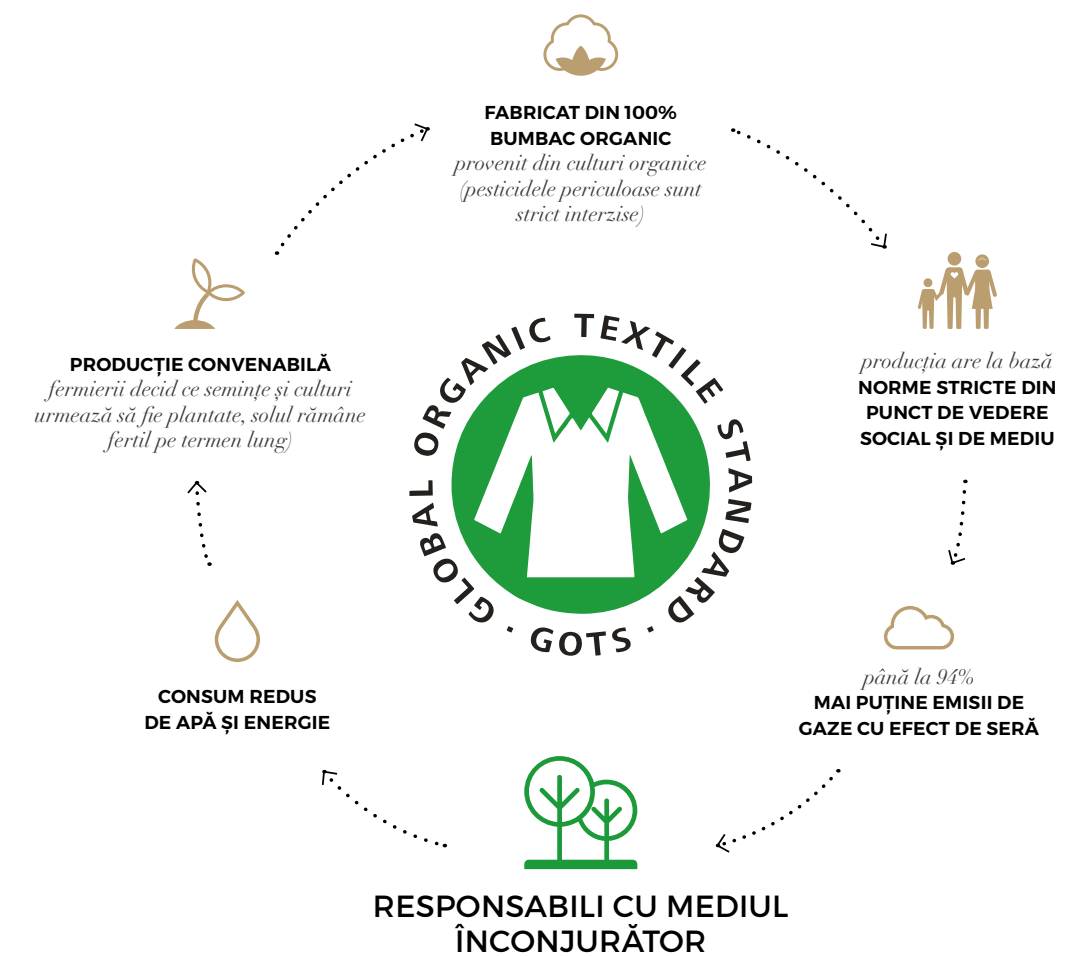 FABRICAT DIN 100%
BUMBAC ORGANIC
provenit din culturi organice
(pesticidele periculoase sunt
strict interzise)
producția are la bază
NORME STRICTE DIN
PUNCT DE VEDERE
SOCIAL ȘI DE MEDIU
până la 94%
MAI PUȚINE EMISII DE
GAZE CU EFECT DE SERĂ
RESPONSABILI CU MEDIUL
ÎNCONJURĂTOR
CONSUM REDUS
DE APĂ ȘI ENERGIE
PRODUCȚIE CONVENABILĂ
fermierii decid ce semințe și culturi
urmează să fie plantate, solul rămâne
fertil pe termen lung)
GLOBAL ORGANIC TEXTILE STANDARD · GOTS ·